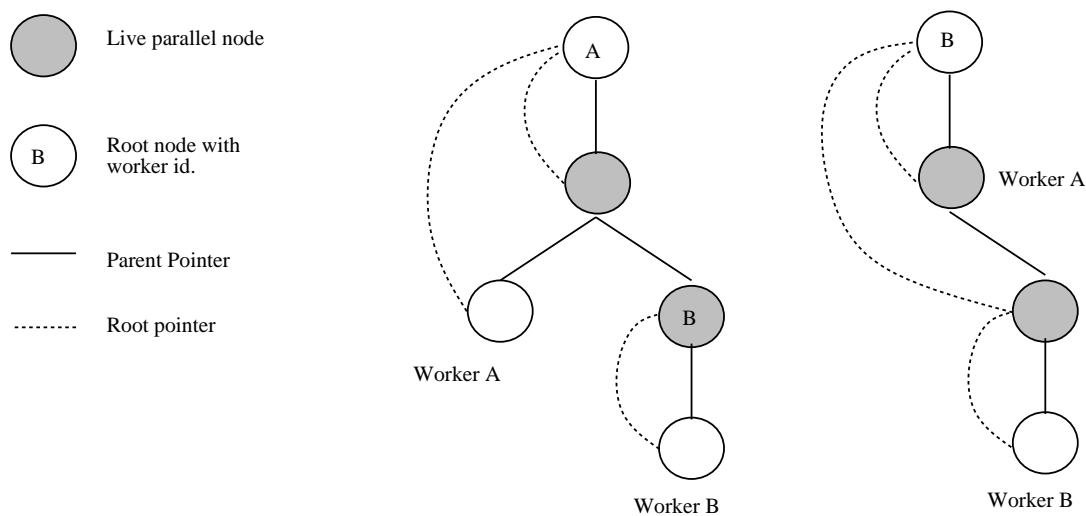 Live parallel node
B
Root node with
worker id.
Parent Pointer
Root pointer
A
Worker A
B
Worker B
B
Worker A
Worker B